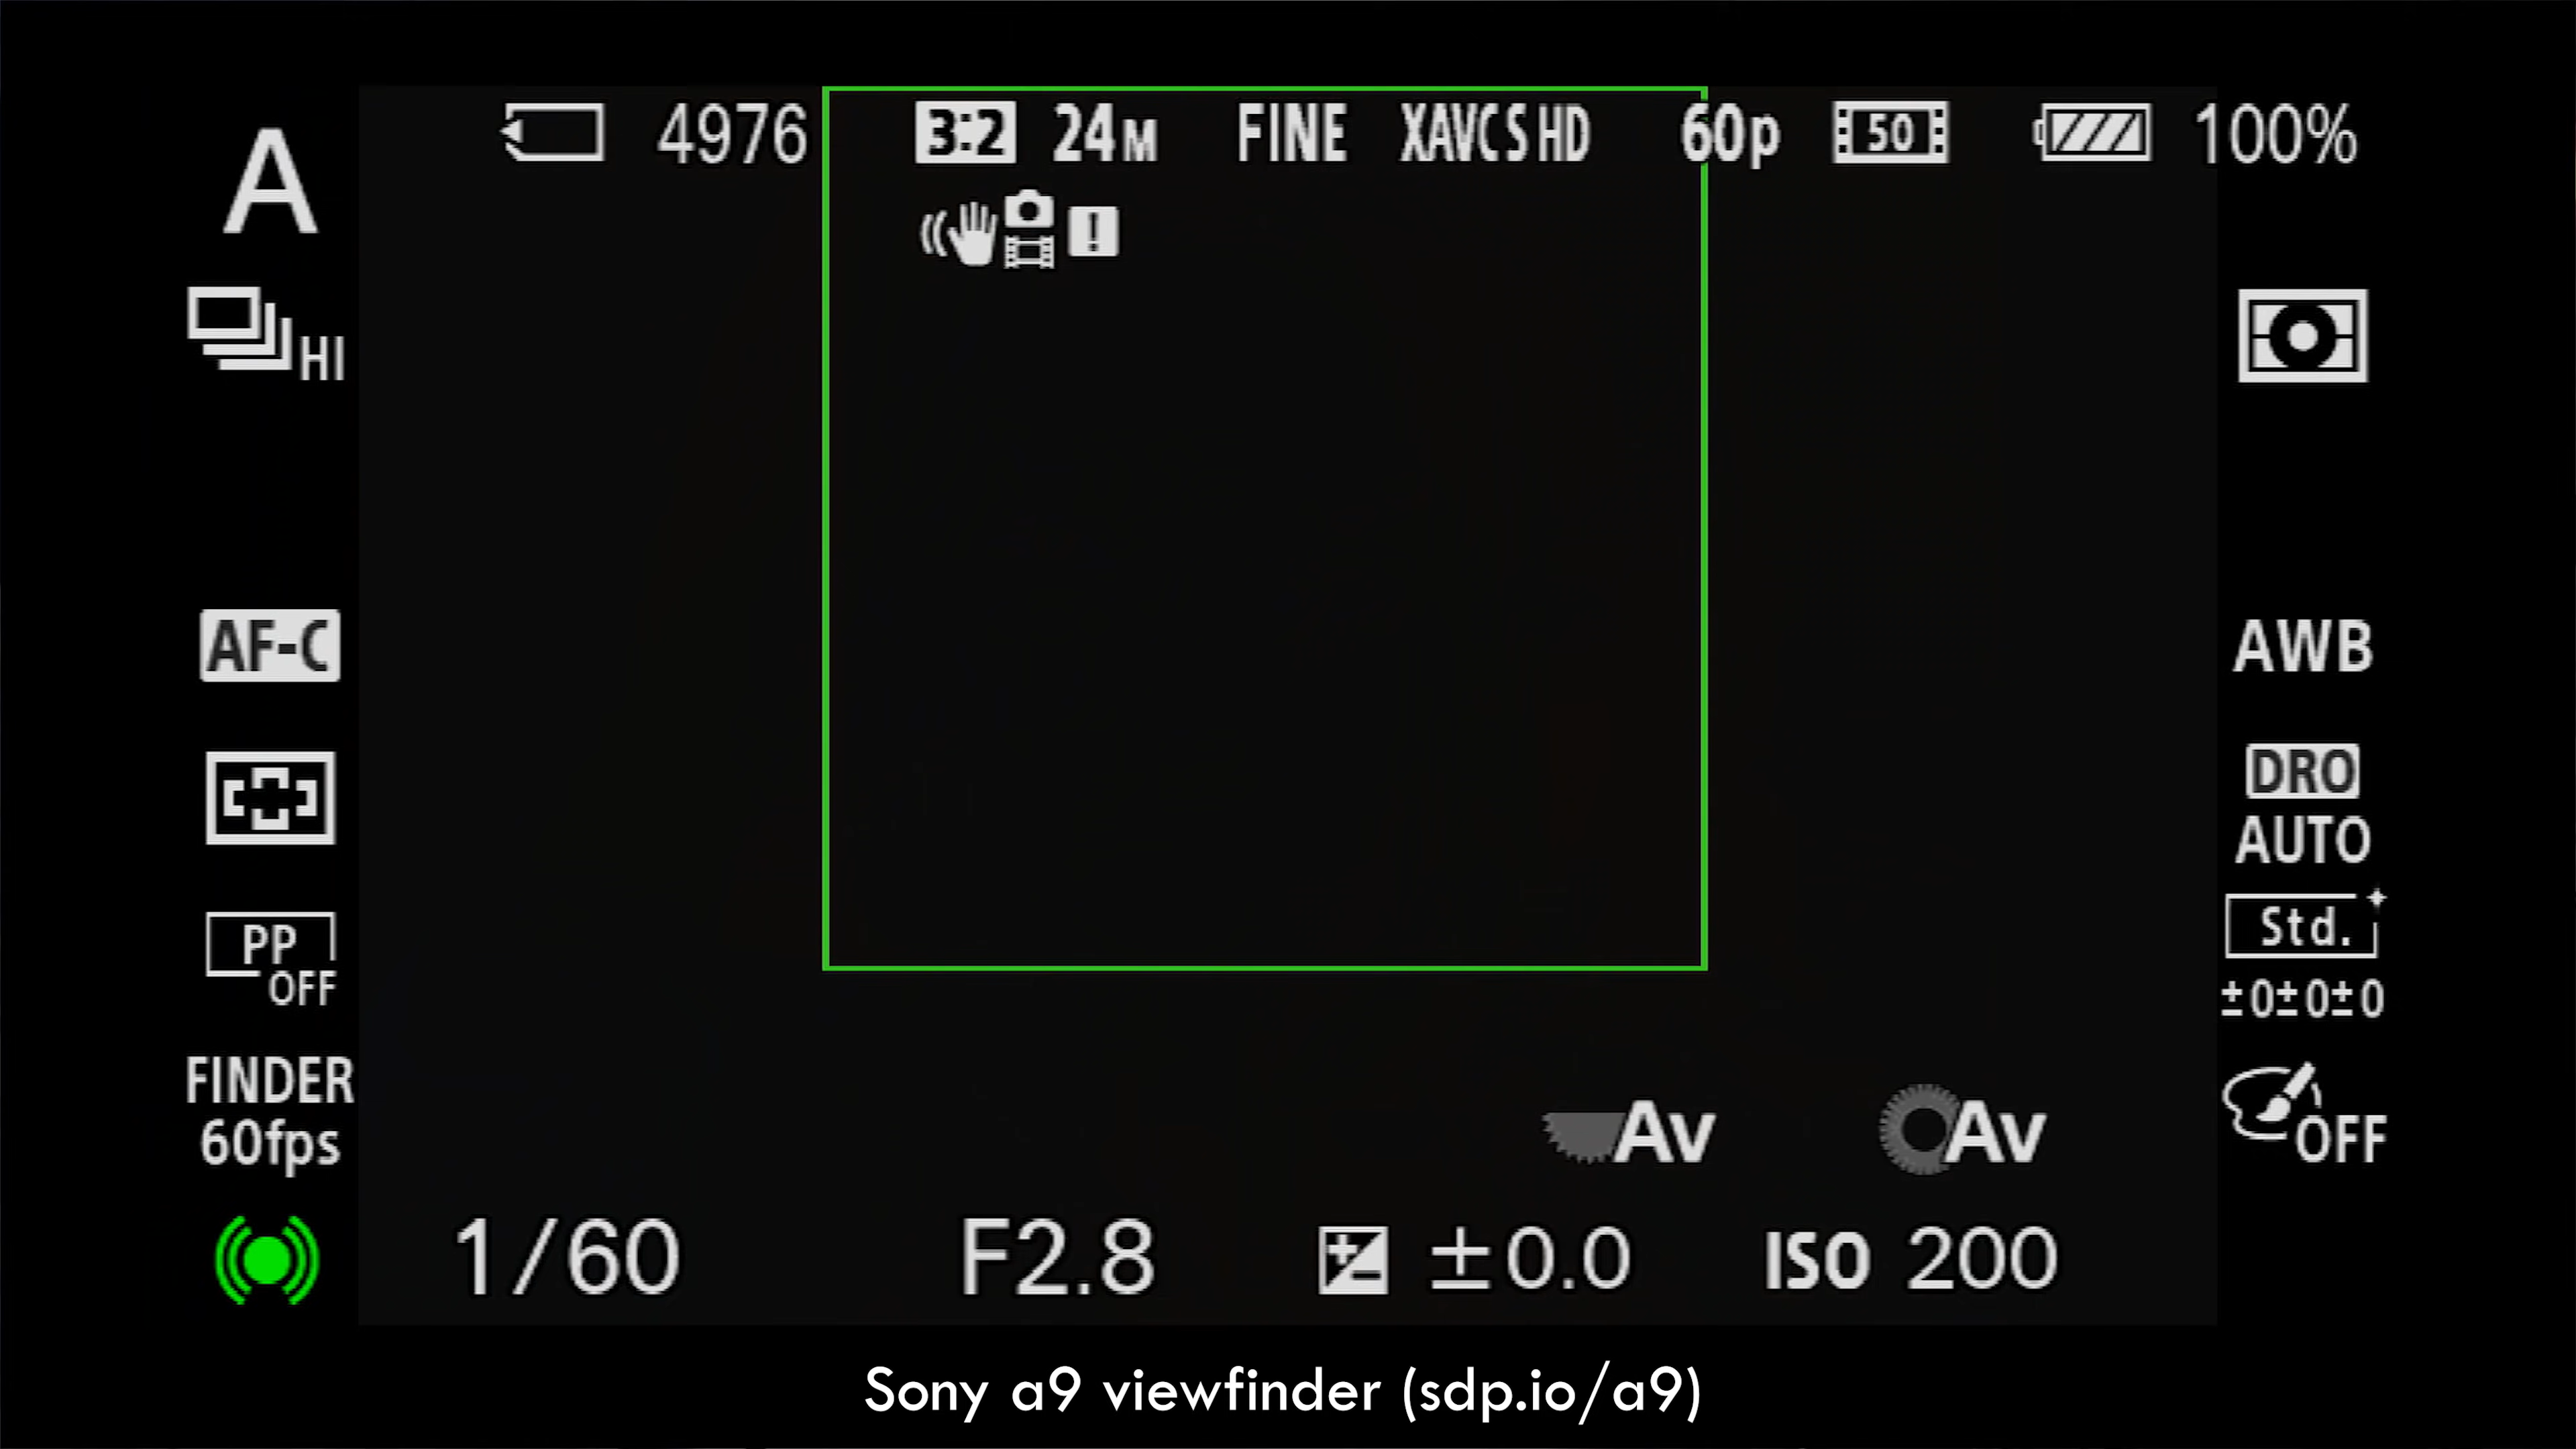 A
4976 3:2 24M FINE XAVC S HD 60p 50 100%
HI
AF-C
AWB
DRO
AUTO
PP
OFF
Std.
±0±0±0
FINDER
60fps
Av Av
OFF
1/60 F2.8 ±0.0 ISO 200
Sony a9 viewfinder (sdp.io/a9)